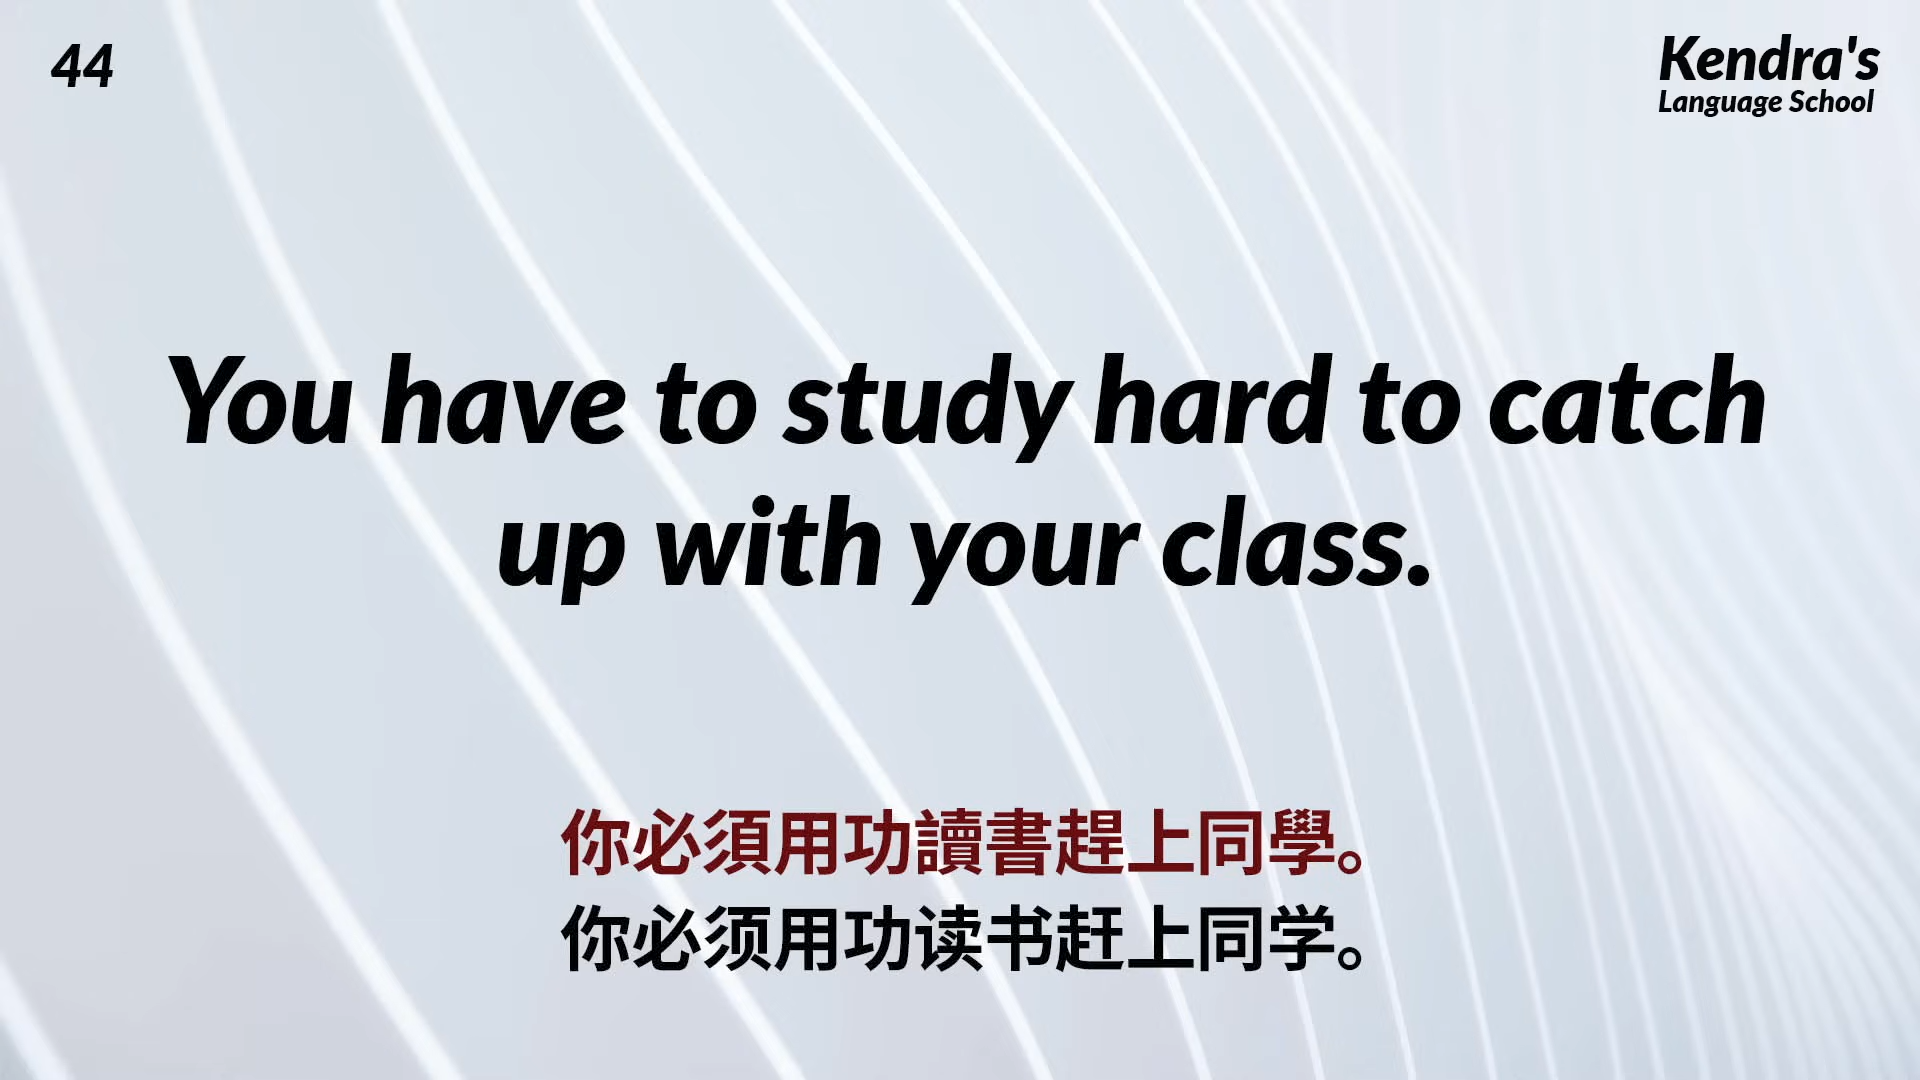 44
Kendra's
Language School
You have to study hard to catch
up with your class.
你必須用功讀書趕上同學。
你必须用功读书赶上同学。